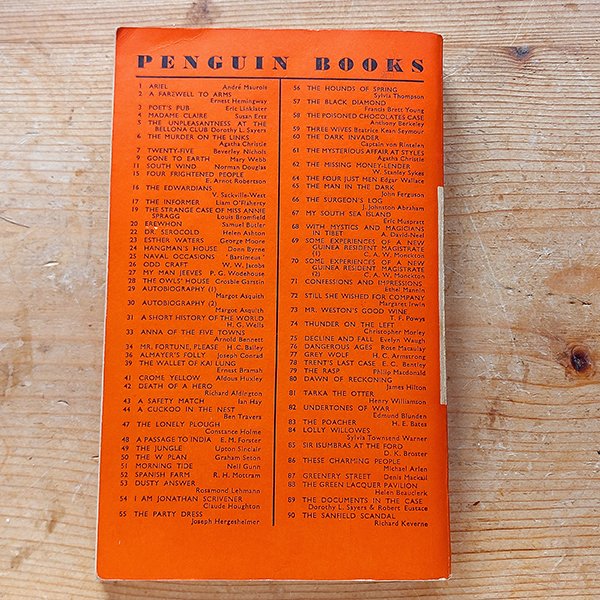 PENGUIN BOOKS
1 ARIEL André Maurois
2 A FAREWELL TO ARMS
Ernest Hemingway
3 POET'S PUB Eric Linklater
4 MADAME CLAIRE Susan Ertz
5 THE UNPLEASANTNESS AT THE
BELLONA CLUB Dorothy L. Sayers
6 THE MURDER ON THE LINKS
Agatha Christie
7 TWENTY-FIVE Beverley Nichols
9 GONE TO EARTH Mary Webb
11 SOUTH WIND Norman Douglas
15 FOUR FRIGHTENED PEOPLE
E. Arnot Robertson
16 THE EDWARDIANS
V. Sackville-West
17 THE INFORMER Liam O'Flaherty
19 THE STRANGE CASE OF MISS ANNIE
SPRAGG Louis Bromfield
20 EREWHON Samuel Butler
22 DR. SEROCOLD Helen Ashton
23 ESTHER WATERS George Moore
24 HANGMAN'S HOUSE Donn Byrne
25 NAVAL OCCASIONS "Bartimeus"
26 ODD CRAFT W. W. Jacobs
27 MY MAN JEEVES P. G. Wodehouse
28 THE OWLS' HOUSE Crosbie Garstin
29 AUTOBIOGRAPHY (1)
Margot Asquith
30 AUTOBIOGRAPHY (2)
Margot Asquith
31 A SHORT HISTORY OF THE WORLD
H. G. Wells
33 ANNA OF THE FIVE TOWNS
Arnold Bennett
34 MR. FORTUNE, PLEASE H. C. Bailey
36 ALMAYER'S FOLLY Joseph Conrad
39 THE WALLET OF KAI LUNG
Ernest Bramah
41 CROME YELLOW Aldous Huxley
42 DEATH OF A HERO
Richard Aldington
43 A SAFETY MATCH Ian Hay
44 A CUCKOO IN THE NEST
Ben Travers
47 THE LONELY PLOUGH
Constance Holme
48 A PASSAGE TO INDIA E. M. Forster
49 THE JUNGLE Upton Sinclair
50 THE W PLAN Graham Seton
51 MORNING TIDE Neil Gunn
52 SPANISH FARM R. H. Mottram
53 DUSTY ANSWER
Rosamond Lehmann
54 I AM JONATHAN SCRIVENER
Claude Houghton
55 THE PARTY DRESS
Joseph Hergesheimer
56 THE HOUNDS OF SPRING
Sylvia Thompson
57 THE BLACK DIAMOND
Francis Brett Young
58 THE POISONED CHOCOLATES CASE
Anthony Berkeley
59 THREE WIVES Beatrice Kean Seymour
60 THE DARK INVADER
Captain von Rintelen
61 THE MYSTERIOUS AFFAIR AT STYLES
Agatha Christie
62 THE MISSING MONEY-LENDER
W. Stanley Sykes
64 THE FOUR JUST MEN Edgar Wallace
65 THE MAN IN THE DARK
John Ferguson
66 THE SURGEON'S LOG
J. Johnston Abraham
67 MY SOUTH SEA ISLAND
Eric Muspratt
68 WITH MYSTICS AND MAGICIANS
IN TIBET A. David-Neel
69 SOME EXPERIENCES OF A NEW
GUINEA RESIDENT MAGISTRATE
(1) C. A. W. Monckton
70 SOME EXPERIENCES OF A NEW
GUINEA RESIDENT MAGISTRATE
(2) C. A. W. Monckton
71 CONFESSIONS AND IMPRESSIONS
Ethel Mannin
72 STILL SHE WISHED FOR COMPANY
Margaret Irwin
73 MR. WESTON'S GOOD WINE
T. F. Powys
74 THUNDER ON THE LEFT
Christopher Morley
75 DECLINE AND FALL Evelyn Waugh
76 DANGEROUS AGES Rose Macaulay
77 GREY WOLF H. C. Armstrong
78 TRENT'S LAST CASE E. C. Bentley
79 THE RASP Philip Macdonald
80 DAWN OF RECKONING
James Hilton
81 TARKA THE OTTER
Henry Williamson
82 UNDERTONES OF WAR
Edmund Blunden
83 THE POACHER H. E. Bates
84 LOLLY WILLOWES
Sylvia Townsend Warner
85 SIR ISUMBRAS AT THE FORD
D. K. Broster
86 THESE CHARMING PEOPLE
Michael Arlen
87 GREENERY STREET Denis Mackail
88 THE GREEN LACQUER PAVILION
Helen Beauclerk
89 THE DOCUMENTS IN THE CASE
Dorothy L. Sayers & Robert Eustace
90 THE SANFIELD SCANDAL
Richard Keverne